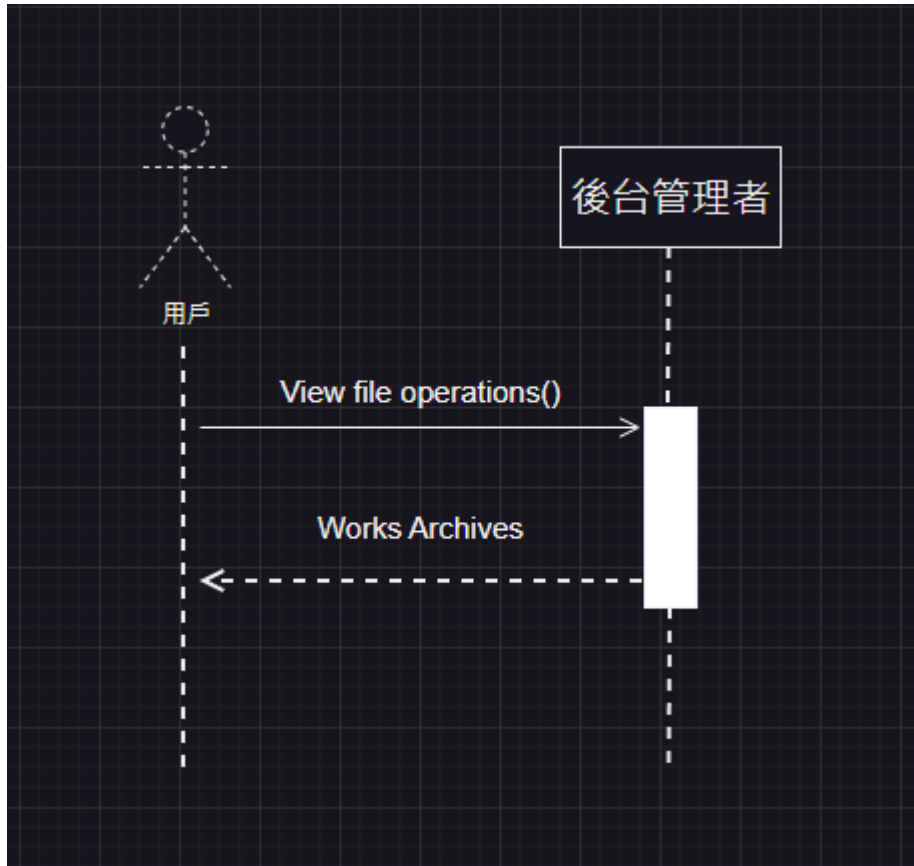 後台管理者
用戶
View file operations()
Works Archives